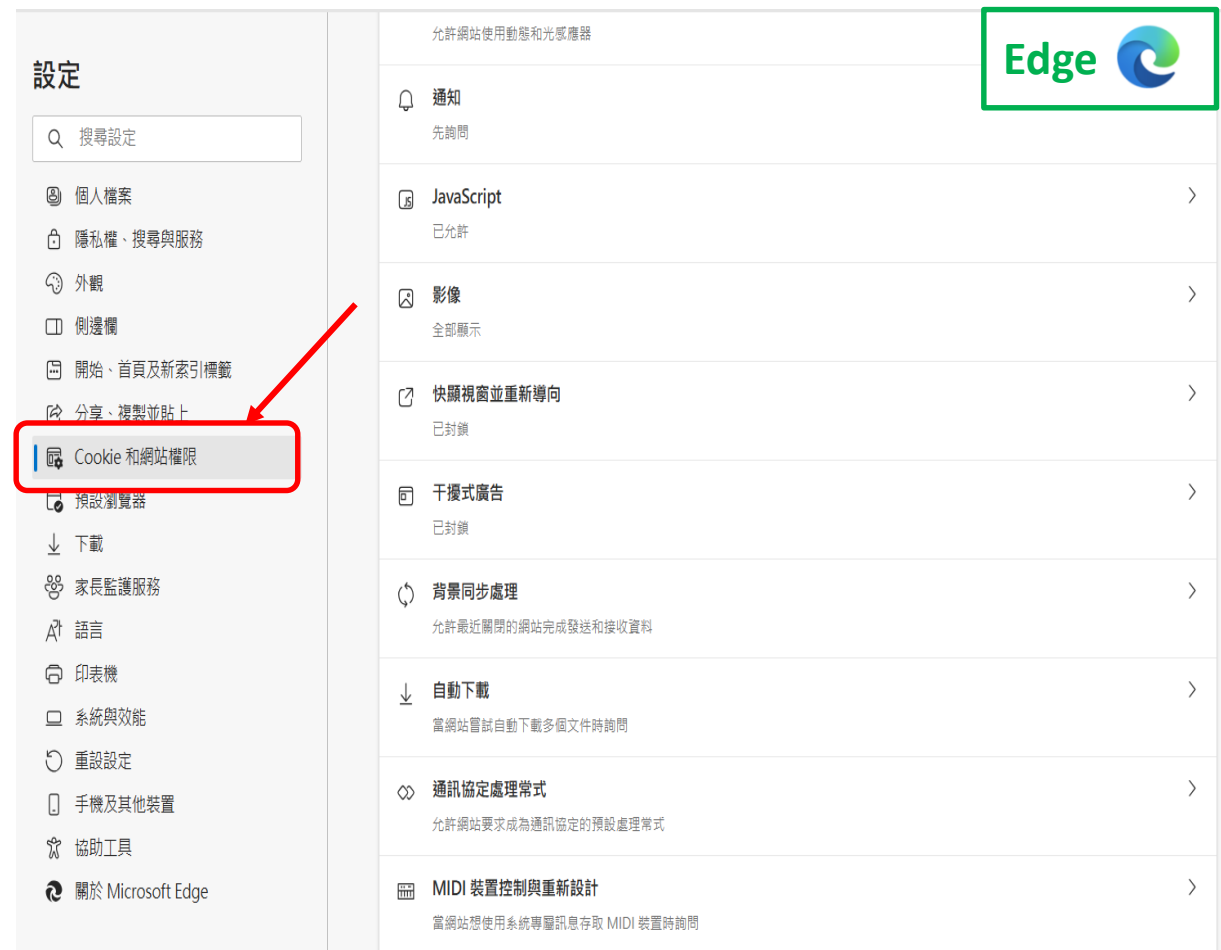 設定
搜尋設定
個人檔案
隱私權、搜尋與服務
外觀
側邊欄
開始、首頁及新索引標籤
分享、複製並貼上
Cookie 和網站權限
預設瀏覽器
下載
家長監護服務
語言
印表機
系統與效能
重設設定
手機及其他裝置
協助工具
關於 Microsoft Edge
允許網站使用動態和光感應器
Edge
通知
先詢問
JavaScript
已允許
影像
全部顯示
快顯視窗並重新導向
已封鎖
干擾式廣告
已封鎖
背景同步處理
允許最近關閉的網站完成發送和接收資料
自動下載
當網站嘗試自動下載多個文件時詢問
通訊協定處理常式
允許網站要求成為通訊協定的預設處理常式
MIDI 裝置控制與重新設計
當網站想使用系統專屬訊息存取 MIDI 裝置時詢問